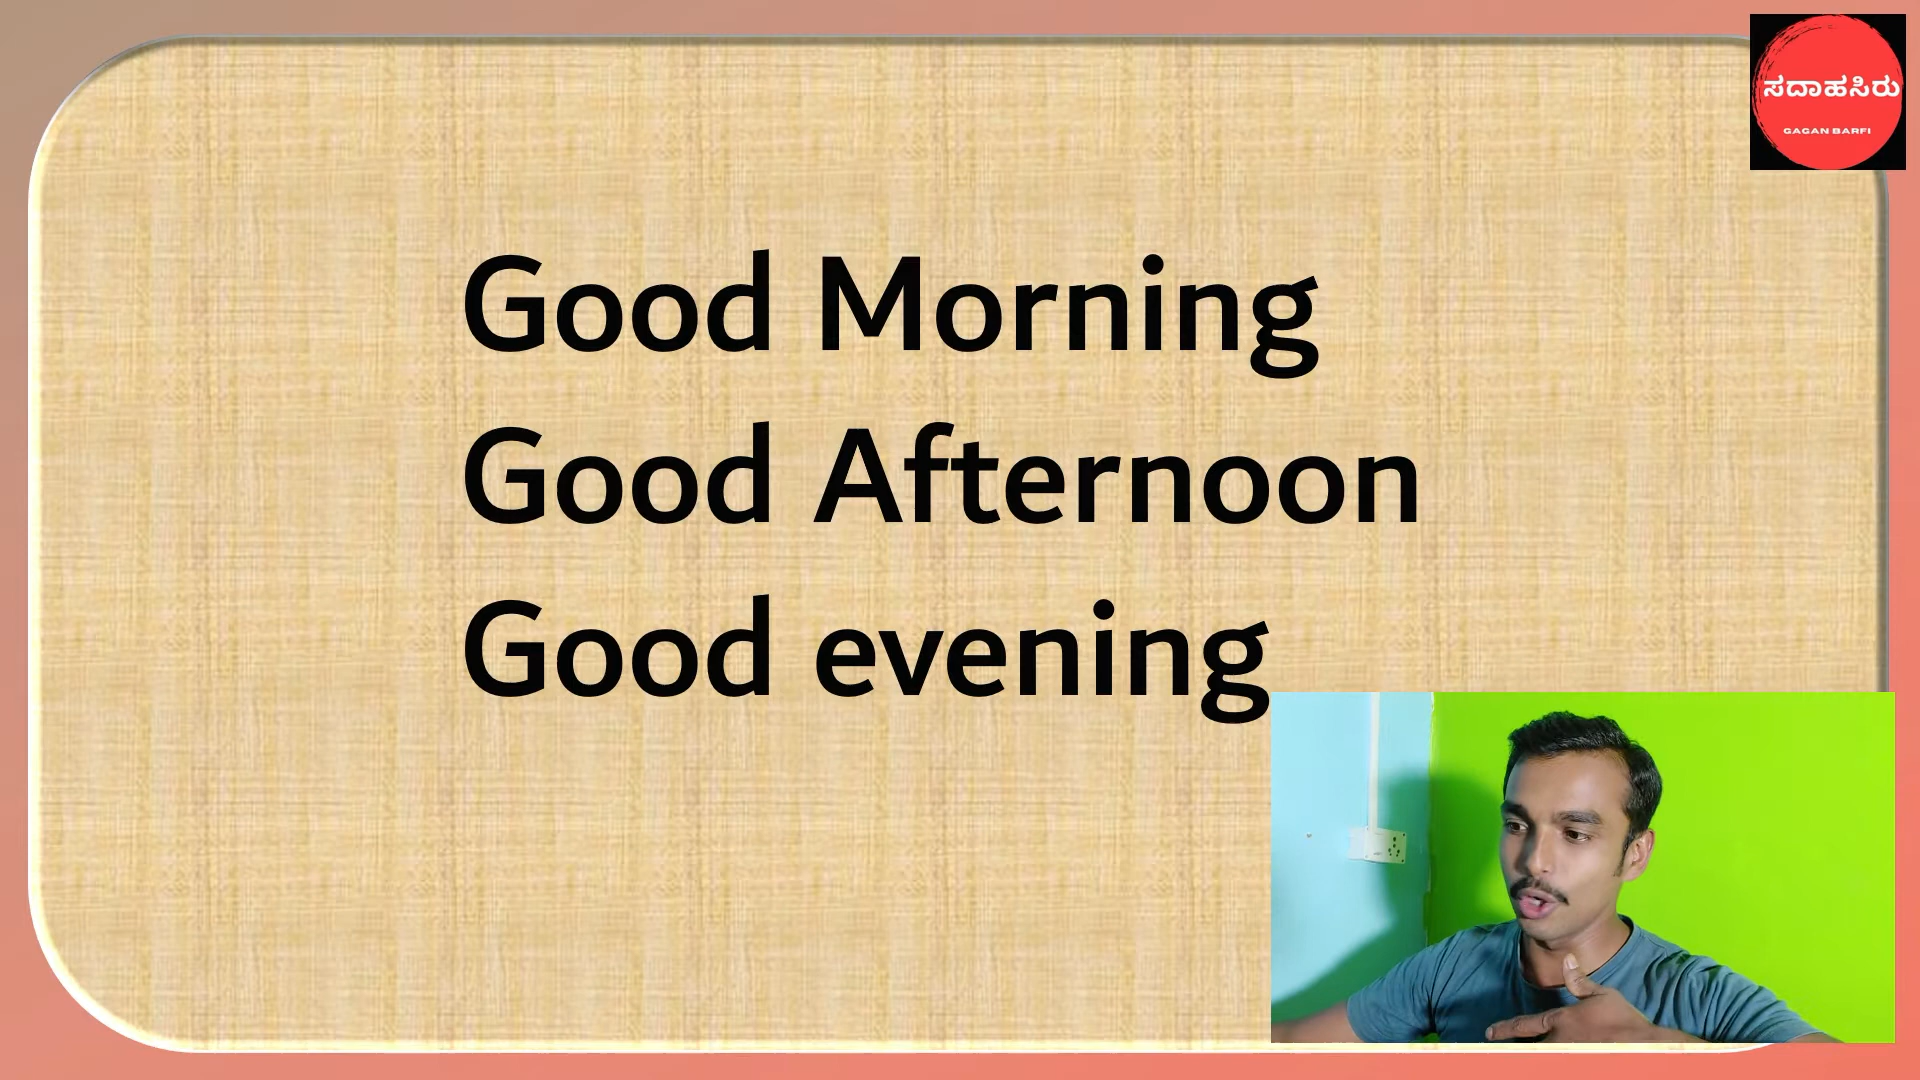 ಸದಾಹಸಿರು
GAGAN BARFI
Good Morning
Good Afternoon
Good evening